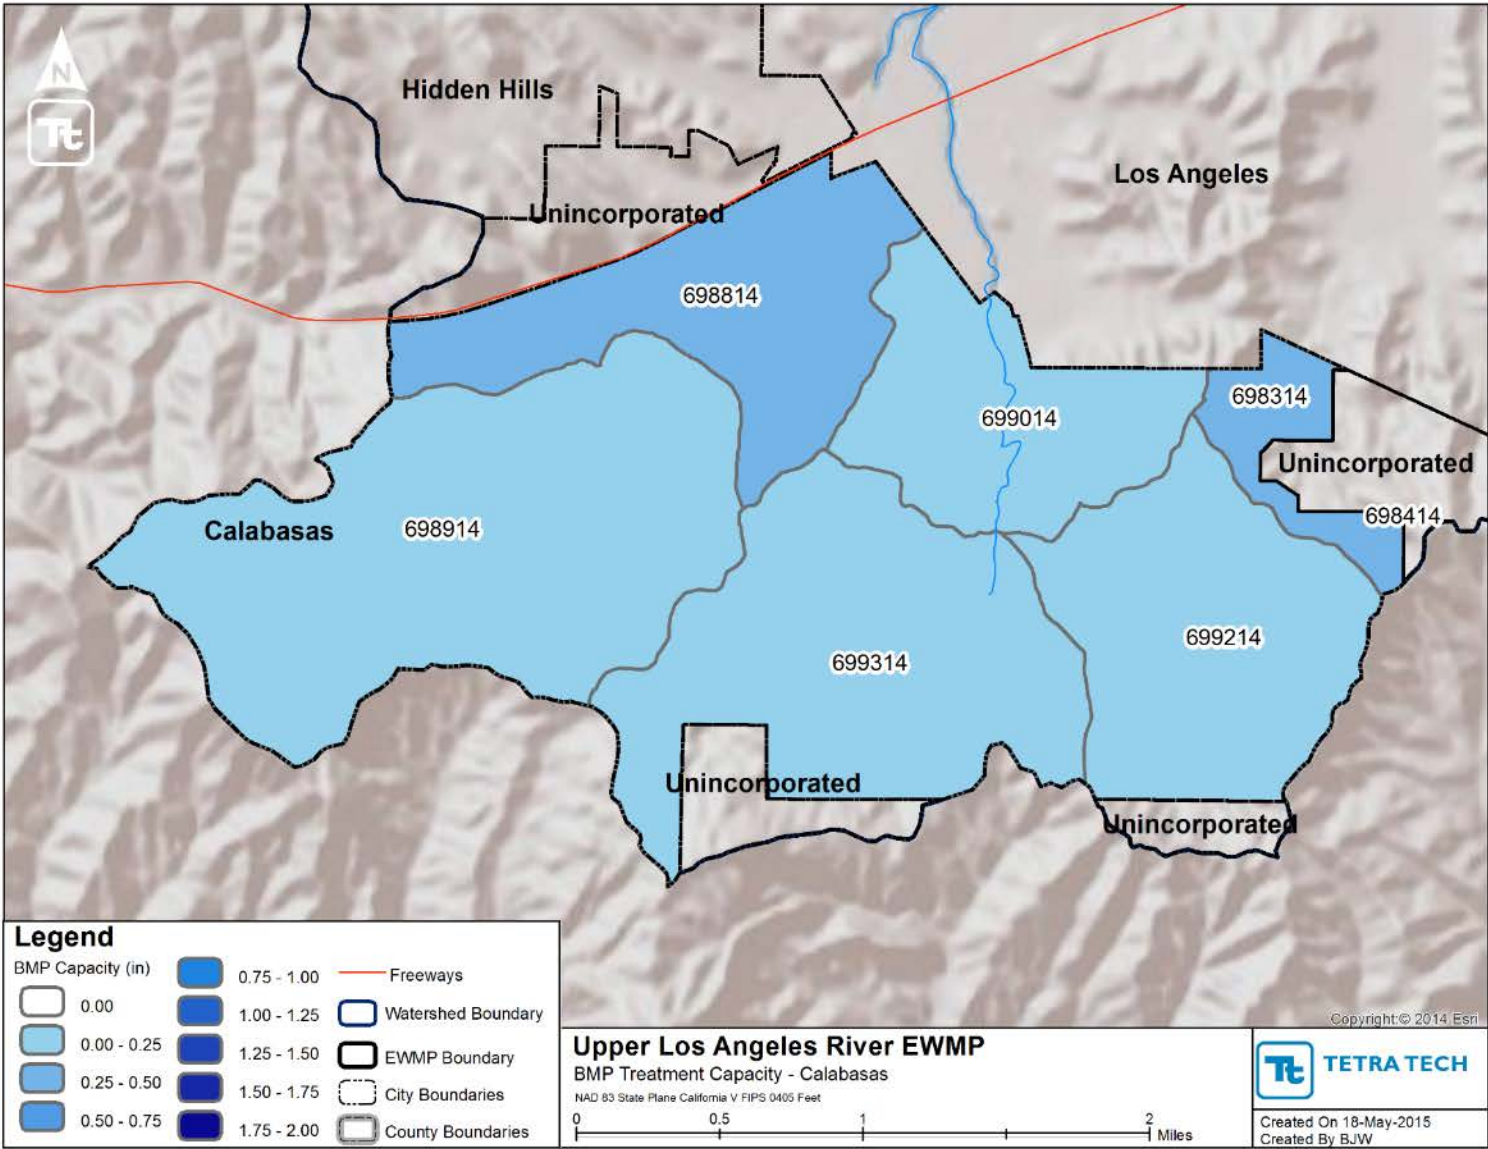 N
Tt
Hidden Hills
Los Angeles
Unincorporated
698814
698314
699014
Unincorporated
698414
Calabasas
698914
699214
699314
Unincorporated
Unincorporated
Copyright:© 2014 Esri
Legend
BMP Capacity (in)
0.00
0.00 - 0.25
0.25 - 0.50
0.50 - 0.75
0.75 - 1.00
1.00 - 1.25
1.25 - 1.50
1.50 - 1.75
1.75 - 2.00
Freeways
Watershed Boundary
EWMP Boundary
City Boundaries
County Boundaries
Upper Los Angeles River EWMP
BMP Treatment Capacity - Calabasas
NAD 83 State Plane California V FIPS 0405 Feet
0 0.5 1 2
Miles
Tt TETRA TECH
Created On 18-May-2015
Created By BJW